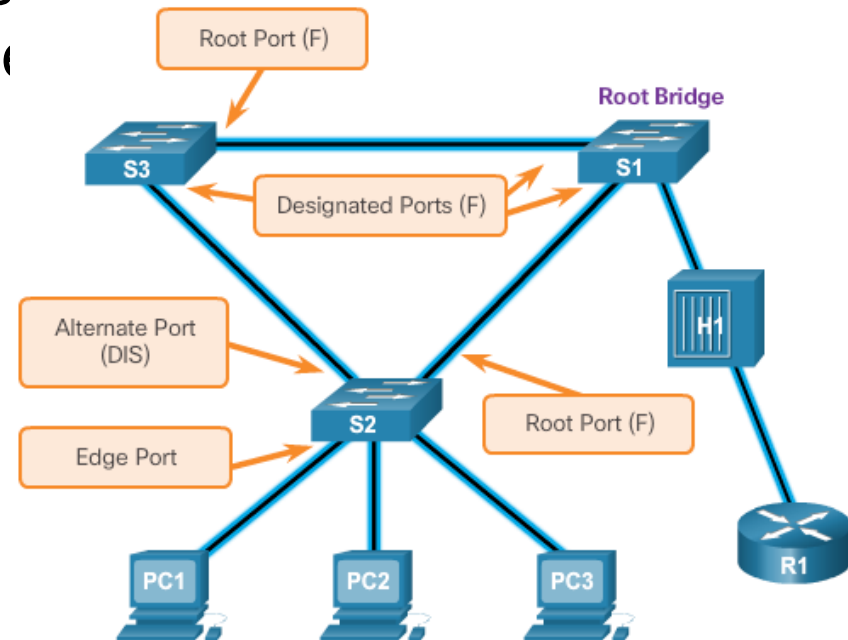 Root Port (F)
Root Bridge
S3
S1
Designated Ports (F)
H1
Alternate Port
(DIS)
S2
Root Port (F)
Edge Port
PC1
PC2
PC3
R1